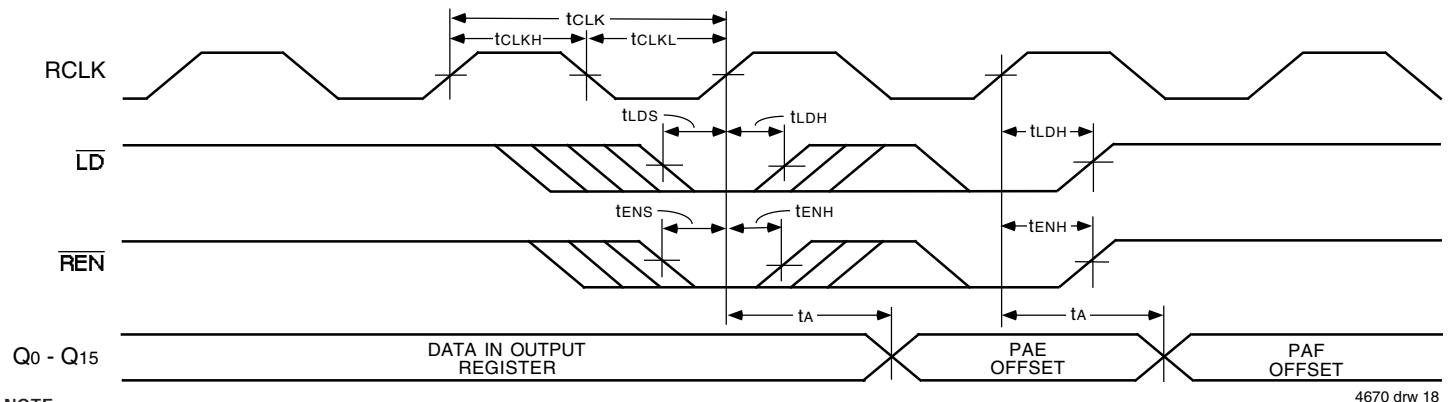 tCLK
tCLKH
tCLKL
RCLK
tLDS
tLDH
tLDH
LD
tENS
tENH
tENH
REN
tA
tA
Q0 - Q15
DATA IN OUTPUT
REGISTER
PAE
OFFSET
PAF
OFFSET
4670 drw 18